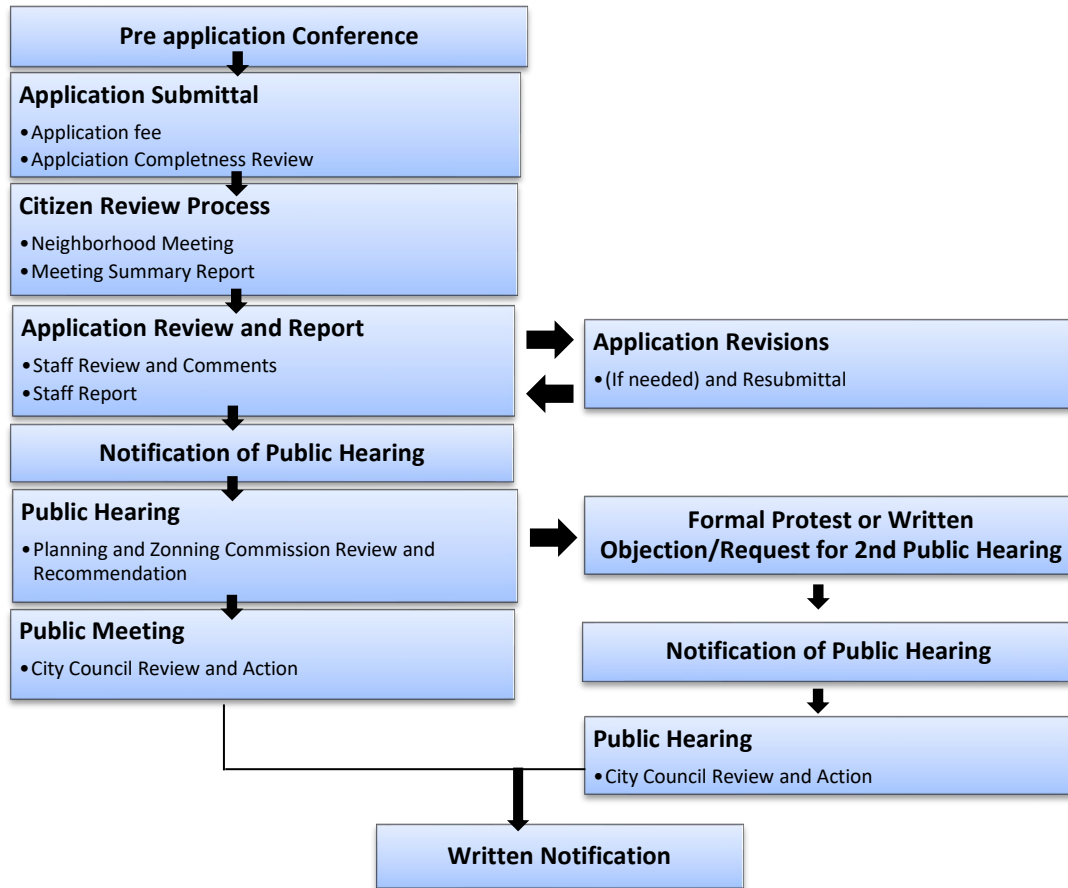 Pre application Conference
Application Submittal
•Application fee
•Applciation Completness Review
Citizen Review Process
•Neighborhood Meeting
•Meeting Summary Report
Application Review and Report
•Staff Review and Comments
•Staff Report
Application Revisions
•(If needed) and Resubmittal
Notification of Public Hearing
Public Hearing
•Planning and Zonning Commission Review and
Recommendation
Formal Protest or Written
Objection/Request for 2nd Public Hearing
Public Meeting
•City Council Review and Action
Notification of Public Hearing
Public Hearing
•City Council Review and Action
Written Notification